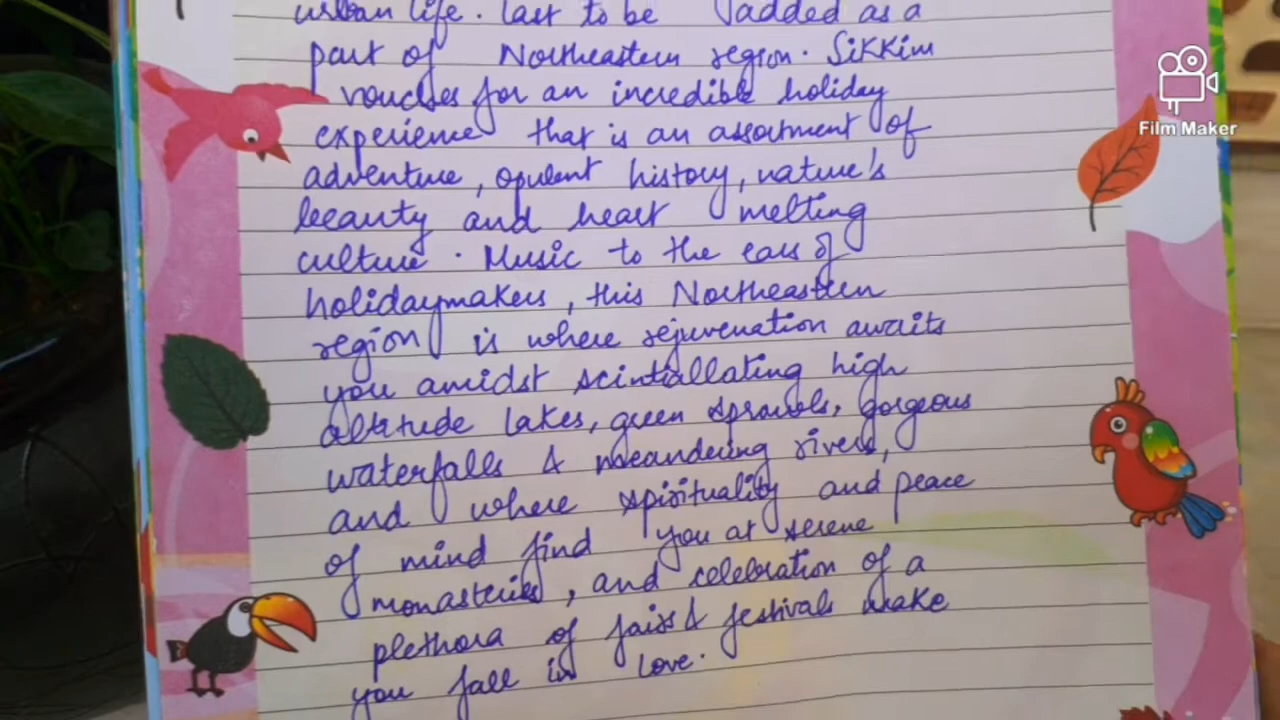 urban life. Last to be added as a
part of Northeastern region. Sikkim
vouches for an incredible holiday
experience that is an assortment of
adventure, opulent history, nature's
beauty and heart melting
culture. Music to the ears of
holidaymakers, this Northeastern
region is where rejuvenation awaits
you amidst scintiallating high
altitude lakes, green sprawls, gorgeous
waterfalls & meandering rivers,
and where spirituality and peace
of mind find you at serene
monasteries, and celebration of a
plethora of fairs & festivals make
you fall in love.
Film Maker